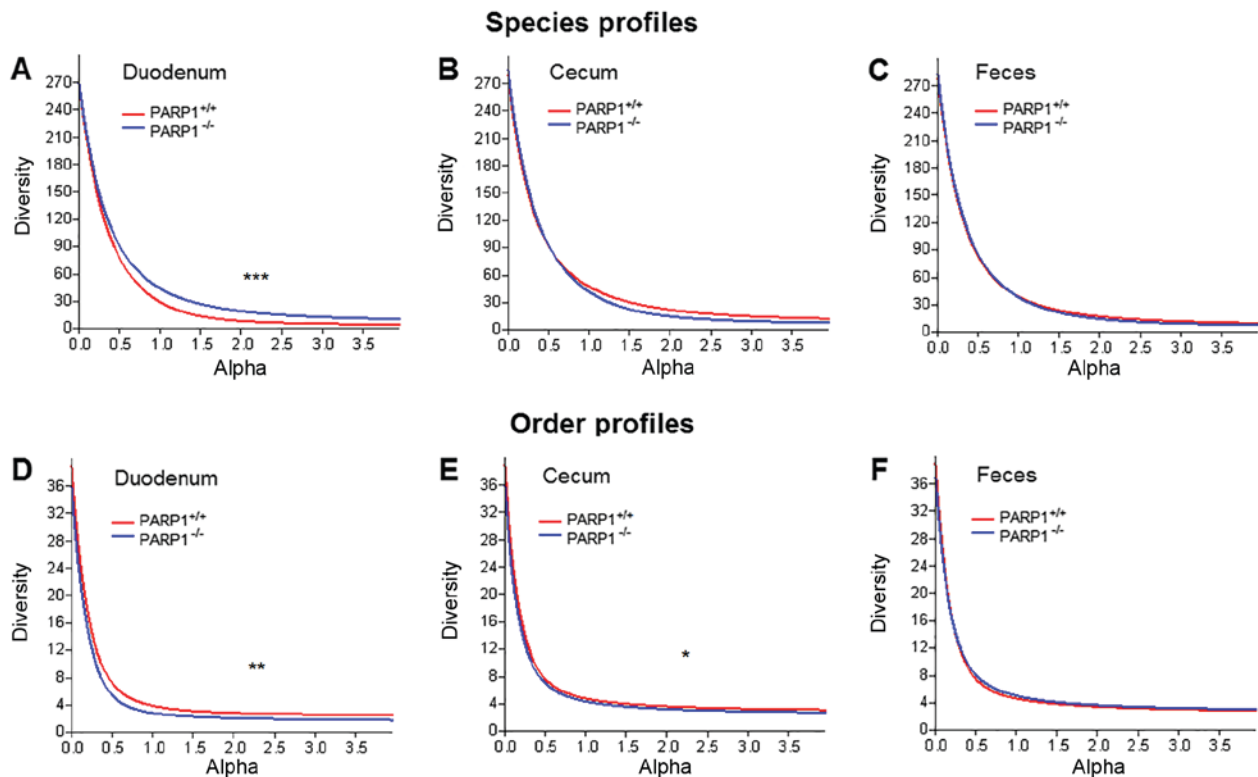 Species profiles
A
Duodenum
PARP1+/+
PARP1-/-
***
Diversity
270
240
210
180
150
120
90
60
30
0
0.0 0.5 1.0 1.5 2.0 2.5 3.0 3.5
Alpha
B
Cecum
PARP1+/+
PARP1-/-
Diversity
270
240
210
180
150
120
90
60
30
0
0.0 0.5 1.0 1.5 2.0 2.5 3.0 3.5
Alpha
C
Feces
PARP1+/+
PARP1-/-
Diversity
270
240
210
180
150
120
90
60
30
0
0.0 0.5 1.0 1.5 2.0 2.5 3.0 3.5
Alpha
Order profiles
D
Duodenum
PARP1+/+
PARP1-/-
**
Diversity
36
32
28
24
20
16
12
8
4
0
0.0 0.5 1.0 1.5 2.0 2.5 3.0 3.5
Alpha
E
Cecum
PARP1+/+
PARP1-/-
*
Diversity
36
32
28
24
20
16
12
8
4
0
0.0 0.5 1.0 1.5 2.0 2.5 3.0 3.5
Alpha
F
Feces
PARP1+/+
PARP1-/-
Diversity
36
32
28
24
20
16
12
8
4
0
0.0 0.5 1.0 1.5 2.0 2.5 3.0 3.5
Alpha